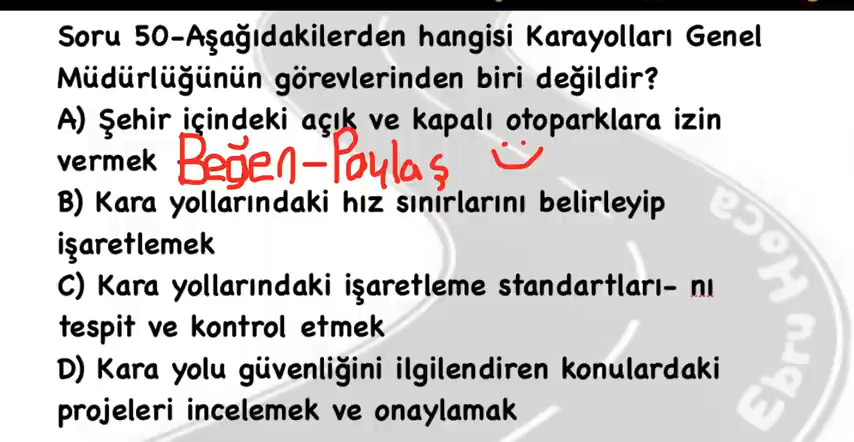 Soru 50-Aşağıdakilerden hangisi Karayolları Genel
Müdürlüğünün görevlerinden biri değildir?
A) Şehir içindeki açık ve kapalı otoparklara izin
vermek Beğen-Paylaş
B) Kara yollarındaki hız sınırlarını belirleyip
işaretlemek
C) Kara yollarındaki işaretleme standartları- nı
tespit ve kontrol etmek
D) Kara yolu güvenliğini ilgilendiren konulardaki
projeleri incelemek ve onaylamak
Ebru Hoca